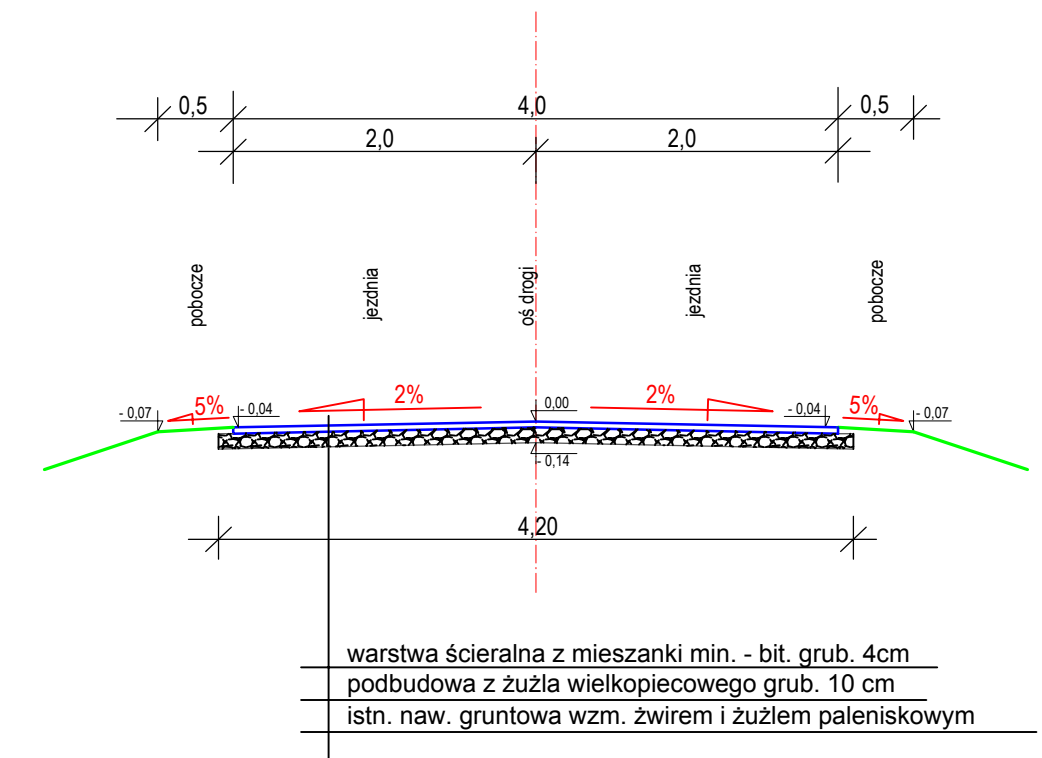 0,5 4,0 0,5
2,0 2,0
pobocze jezdnia oś drogi jezdnia pobocze
- 0,07 5% - 0,04 2% 0,00 2% - 0,04 5% - 0,07
- 0,14
4,20
warstwa ścieralna z mieszanki min. - bit. grub. 4cm
podbudowa z żużla wielkopiecowego grub. 10 cm
istn. naw. gruntowa wzm. żwirem i żużlem paleniskowym